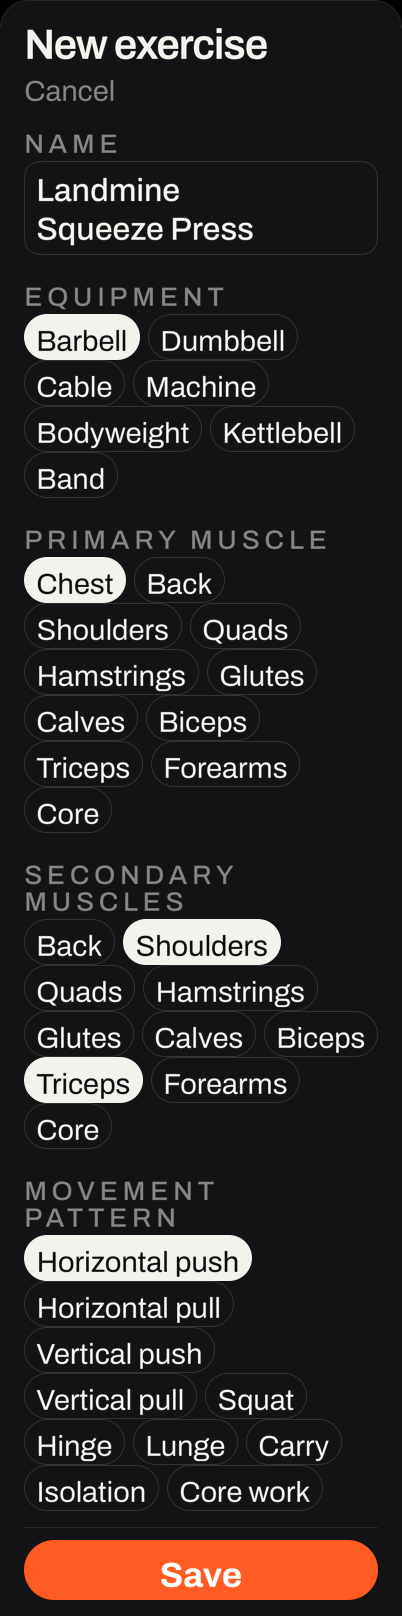 New exercise
Cancel
NAME
Landmine
Squeeze Press
EQUIPMENT
Barbell Dumbbell
Cable Machine
Bodyweight Kettlebell
Band
PRIMARY MUSCLE
Chest Back
Shoulders Quads
Hamstrings Glutes
Calves Biceps
Triceps Forearms
Core
SECONDARY
MUSCLES
Back Shoulders
Quads Hamstrings
Glutes Calves Biceps
Triceps Forearms
Core
MOVEMENT
PATTERN
Horizontal push
Horizontal pull
Vertical push
Vertical pull Squat
Hinge Lunge Carry
Isolation Core work
Save